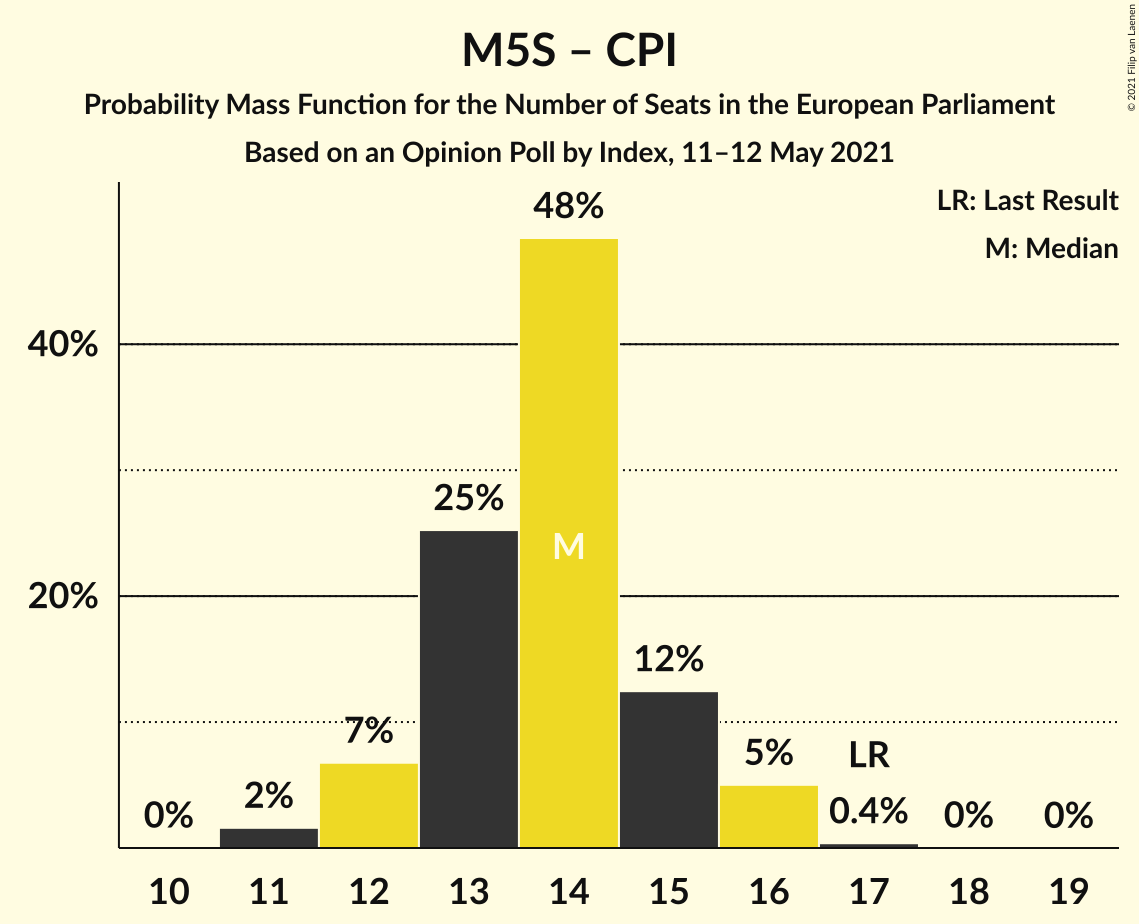 M5S – CPI
Probability Mass Function for the Number of Seats in the European Parliament
Based on an Opinion Poll by Index, 11–12 May 2021
© 2021 Filip van Laenen
LR: Last Result
M: Median
48%
40%
25%
M
20%
12%
7%
5%
LR
2%
0%
0.4%
0%
0%
10 11 12 13 14 15 16 17 18 19